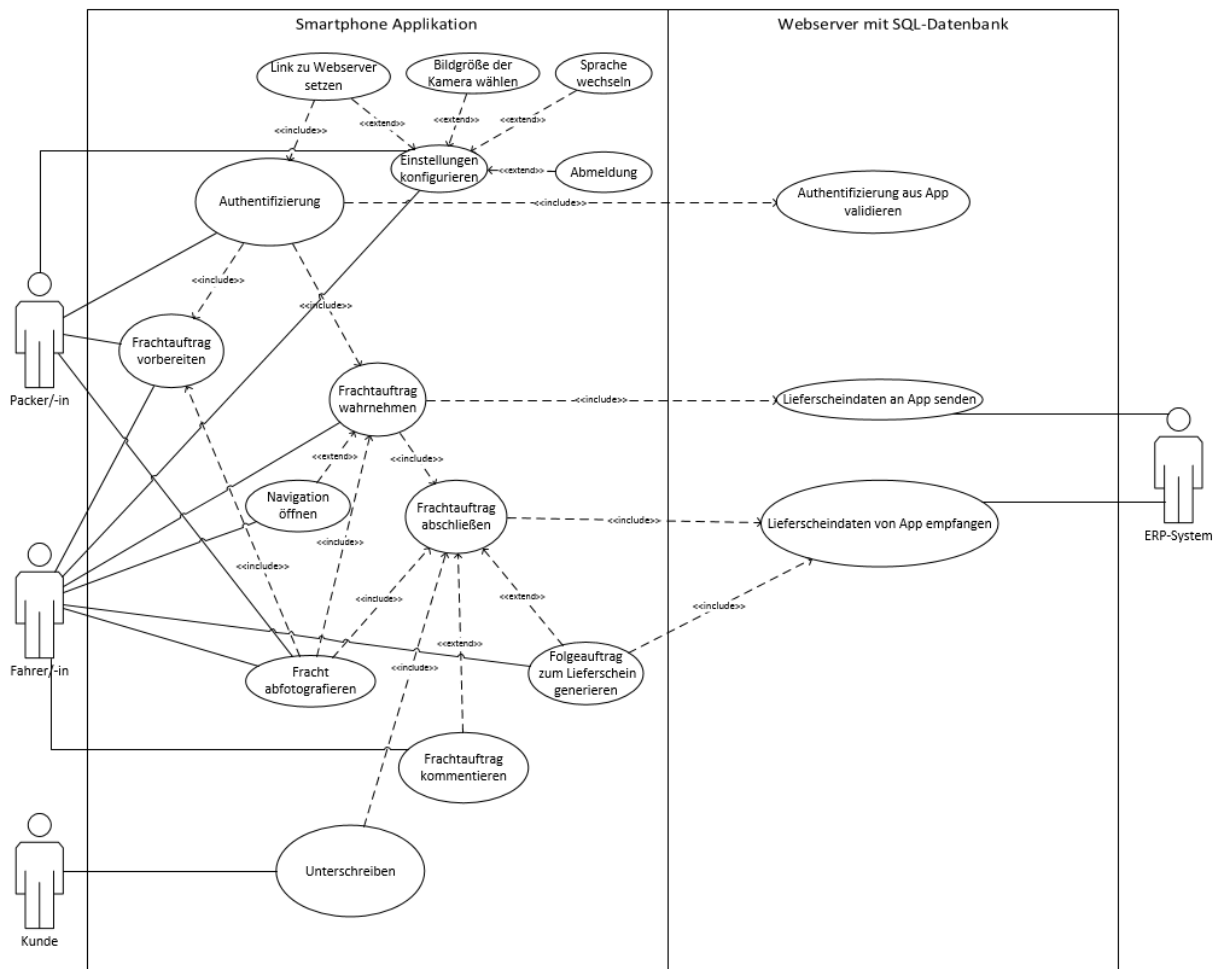 Smartphone Applikation
Webserver mit SQL-Datenbank
Link zu Webserver
setzen
Bildgröße der
Kamera wählen
Sprache
wechseln
<<include>>
<<extend>>
<<extend>>
<<extend>>
Einstellungen
konfigurieren
<<extend>>
Abmeldung
Authentifizierung
<<include>>
Authentifizierung aus App
validieren
<<include>>
<<include>>
Frachtauftrag
vorbereiten
Packer/-in
Frachtauftrag
wahrnehmen
<<include>>
Lieferscheindaten an App senden
<<extend>>
<<include>>
Navigation
öffnen
Frachtauftrag
abschließen
<<include>>
Lieferscheindaten von App empfangen
ERP-System
<<include>>
<<include>>
<<include>>
<<extend>>
<<include>>
<<extend>>
<<include>>
Fahrer/-in
Fracht
abfotografieren
Folgeauftrag
zum Lieferschein
generieren
Frachtauftrag
kommentieren
Unterschreiben
Kunde